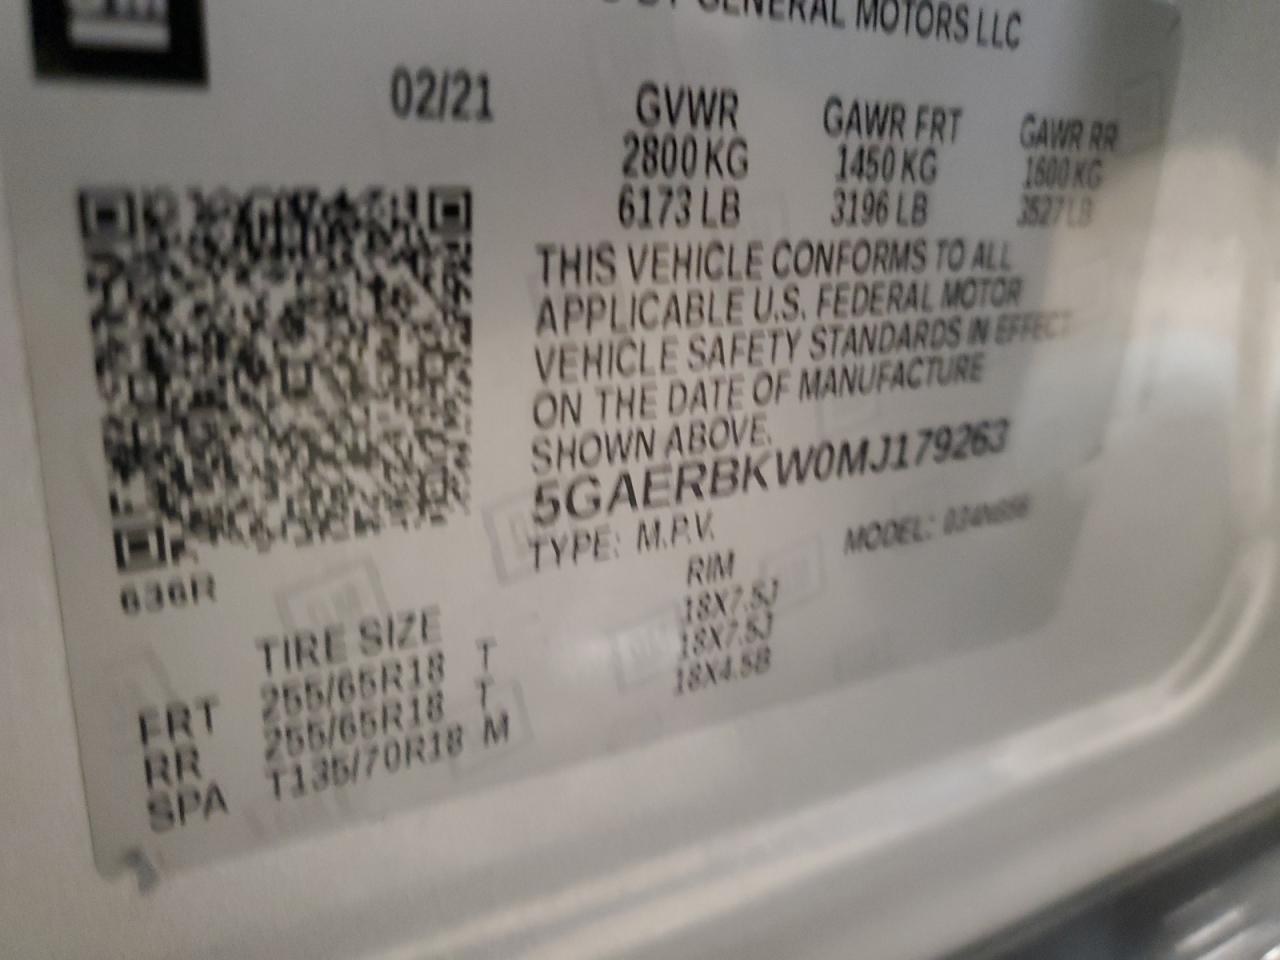 GENERAL MOTORS LLC
02/21 GVWR GAWR FRT GAWR RR
2800 KG 1450 KG 1600 KG
6173 LB 3196 LB 3527 LB
THIS VEHICLE CONFORMS TO ALL
APPLICABLE U.S. FEDERAL MOTOR
VEHICLE SAFETY STANDARDS IN EFFECT
ON THE DATE OF MANUFACTURE
SHOWN ABOVE.
5GAERBKW0MJ179263
TYPE: M.P.V. MODEL:
636R
TIRE SIZE RIM
FRT 255/65R18 T 18X7.5J
RR 255/65R18 T 18X7.5J
SPA T135/70R18 M 18X4.5B